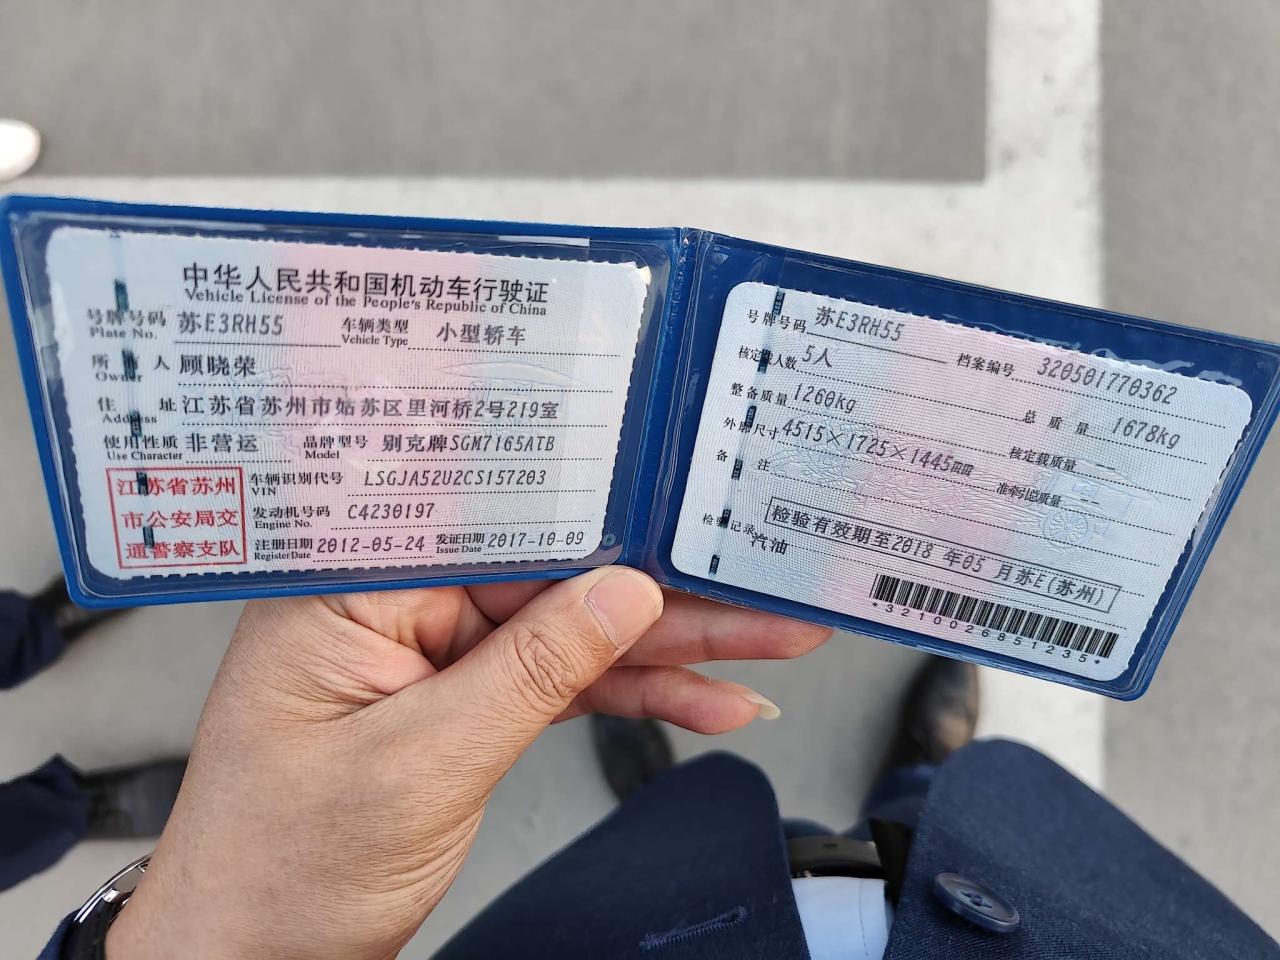 中华人民共和国机动车行驶证
Vehicle License of the People's Republic of China
号牌号码 苏E3RH55 车辆类型 小型轿车
Plate No. Vehicle Type
所有人 顾晓荣
Owner
住址 江苏省苏州市姑苏区里河桥2号219室
Address
使用性质 非营运 品牌型号 别克牌SGM7165ATB
Use Character Model
江苏省苏州
市公安局交
通警察支队
车辆识别代号 LSGJA52U2CS157203
VIN
发动机号码 C4230197
Engine No.
注册日期 2012-05-24 发证日期 2017-10-09
Register Date Issue Date
号牌号码 苏E3RH55 档案编号 320501770362
核定载人数 5人 总质量 1678kg
整备质量 1260kg 核定载质量 --
外廓尺寸 4515×1725×1445mm 准牵引总质量 --
备注
检验有效期至2018年05月苏E(苏州)
检验记录 汽油
*3210026851235*